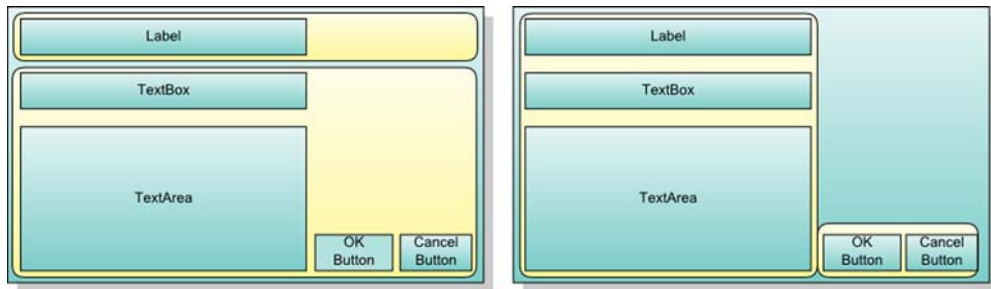 Label
TextBox
TextArea
OK
Button
Cancel
Button
Label
TextBox
TextArea
OK
Button
Cancel
Button